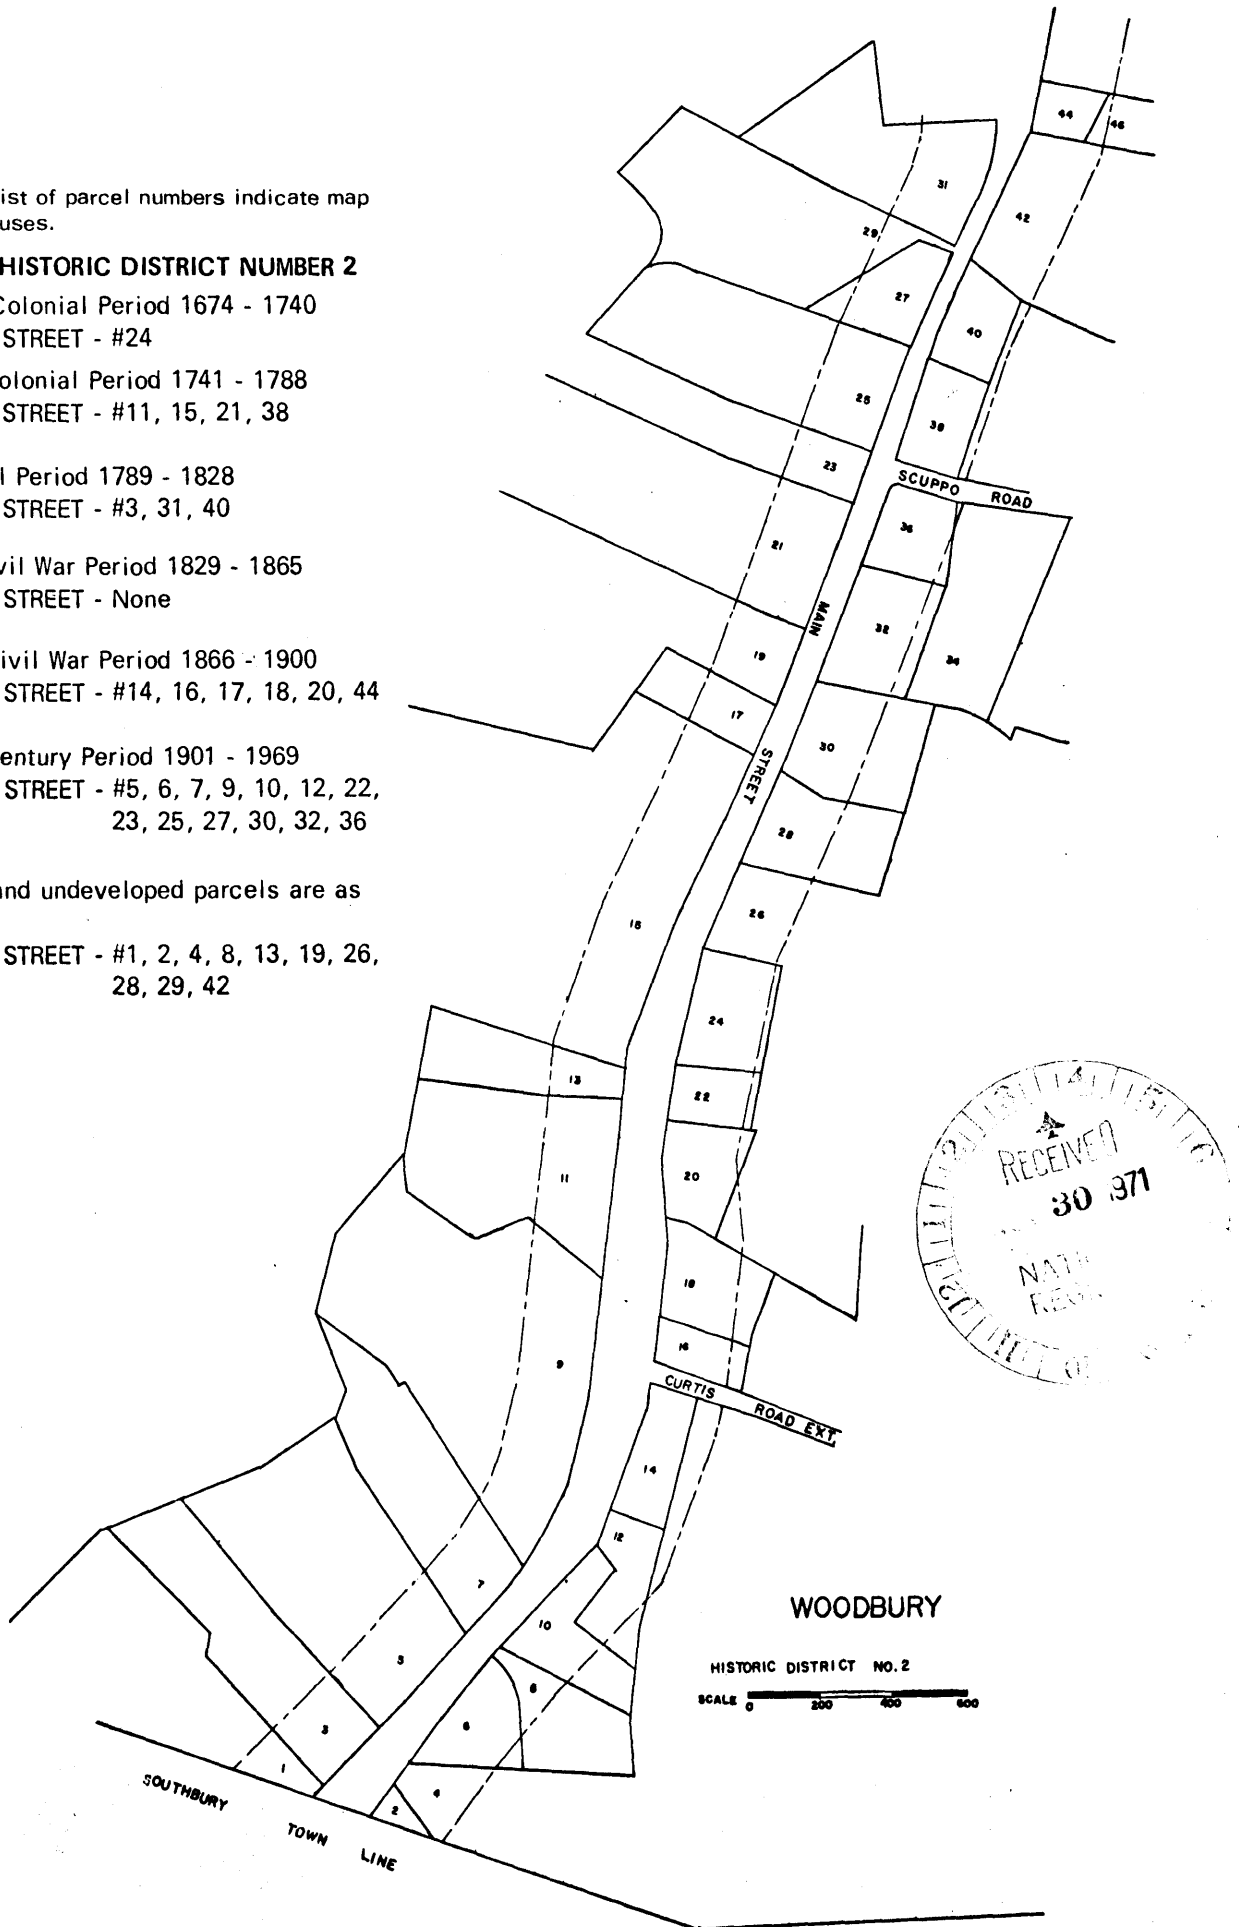 ist of parcel numbers indicate map
uses.
HISTORIC DISTRICT NUMBER 2
Colonial Period 1674 - 1740
STREET - #24
olonial Period 1741 - 1788
STREET - #11, 15, 21, 38
l Period 1789 - 1828
STREET - #3, 31, 40
vil War Period 1829 - 1865
STREET - None
ivil War Period 1866 - 1900
STREET - #14, 16, 17, 18, 20, 44
entury Period 1901 - 1969
STREET - #5, 6, 7, 9, 10, 12, 22,
23, 25, 27, 30, 32, 36
and undeveloped parcels are as
STREET - #1, 2, 4, 8, 13, 19, 26,
28, 29, 42
44
46
31
42
29
27
40
25
38
23
SCUPPO ROAD
36
21
MAIN
32
19
34
17
30
STREET
28
26
15
24
13
22
11
20
18
9
16
CURTIS ROAD EXT.
14
12
7
10
5
8
3
6
1
4
2
SOUTHBURY TOWN LINE
RECEIVED
30 1971
WOODBURY
HISTORIC DISTRICT NO. 2
SCALE 0 200 400 600